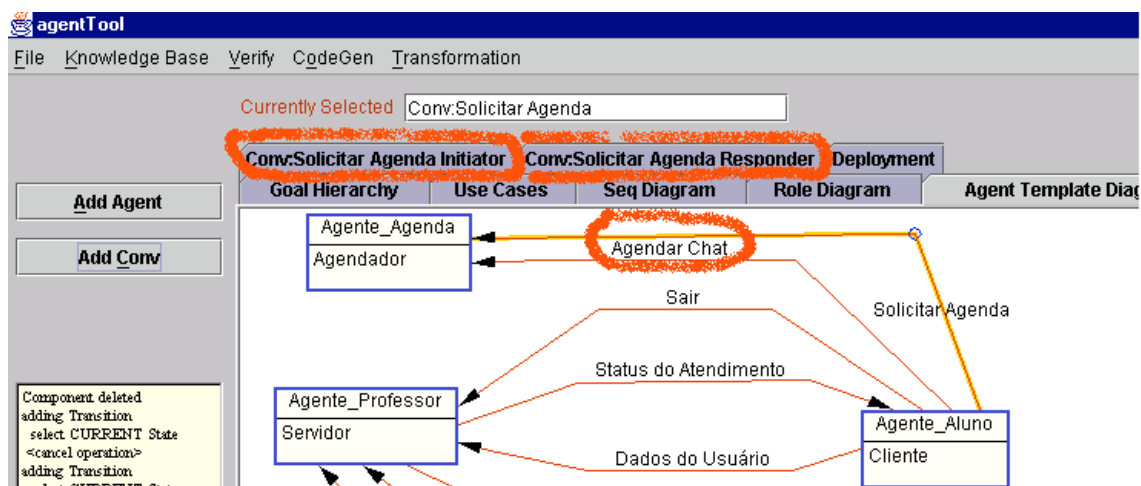 agentTool
File Knowledge Base Verify CodeGen Transformation
Currently Selected Conv:Solicitar Agenda
Conv:Solicitar Agenda Initiator Conv:Solicitar Agenda Responder Deployment
Goal Hierarchy Use Cases Seq Diagram Role Diagram Agent Template
Add Agent
Add Conv
Agente_Agenda
Agendador
Agendar Chat
Sair
Solicitar Agenda
Status do Atendimento
Agente_Professor
Servidor
Agente_Aluno
Cliente
Dados do Usuário
Component deleted
adding Transition
select CURRENT State
<cancel operation>
adding Transition